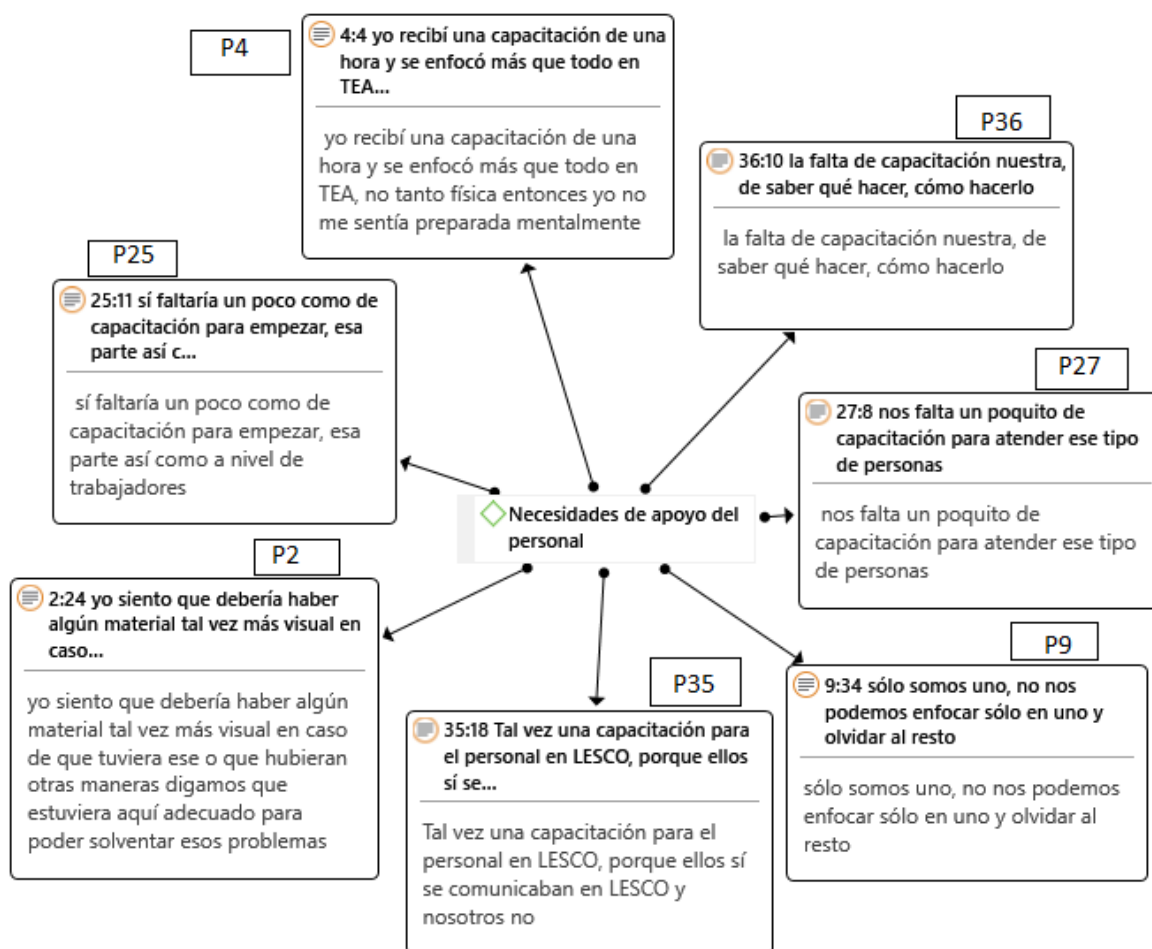 P4
4:4 yo recibí una capacitación de una
hora y se enfocó más que todo en
TEA...
yo recibí una capacitación de una
hora y se enfocó más que todo en
TEA, no tanto física entonces yo no
me sentía preparada mentalmente
P36
36:10 la falta de capacitación nuestra,
de saber qué hacer, cómo hacerlo
la falta de capacitación nuestra, de
saber qué hacer, cómo hacerlo
P25
25:11 sí faltaría un poco como de
capacitación para empezar, esa
parte así c...
sí faltaría un poco como de
capacitación para empezar, esa
parte así como a nivel de
trabajadores
P27
27:8 nos falta un poquito de
capacitación para atender ese tipo
de personas
nos falta un poquito de
capacitación para atender ese tipo
de personas
Necesidades de apoyo del
personal
P2
2:24 yo siento que debería haber
algún material tal vez más visual en
caso...
yo siento que debería haber algún
material tal vez más visual en caso
de que tuviera ese o que hubieran
otras maneras digamos que
estuviera aquí adecuado para
poder solventar esos problemas
P35
35:18 Tal vez una capacitación para
el personal en LESCO, porque ellos
sí se...
Tal vez una capacitación para el
personal en LESCO, porque ellos sí
se comunicaban en LESCO y
nosotros no
P9
9:34 sólo somos uno, no nos
podemos enfocar sólo en uno y
olvidar al resto
sólo somos uno, no nos podemos
enfocar sólo en uno y olvidar al
resto